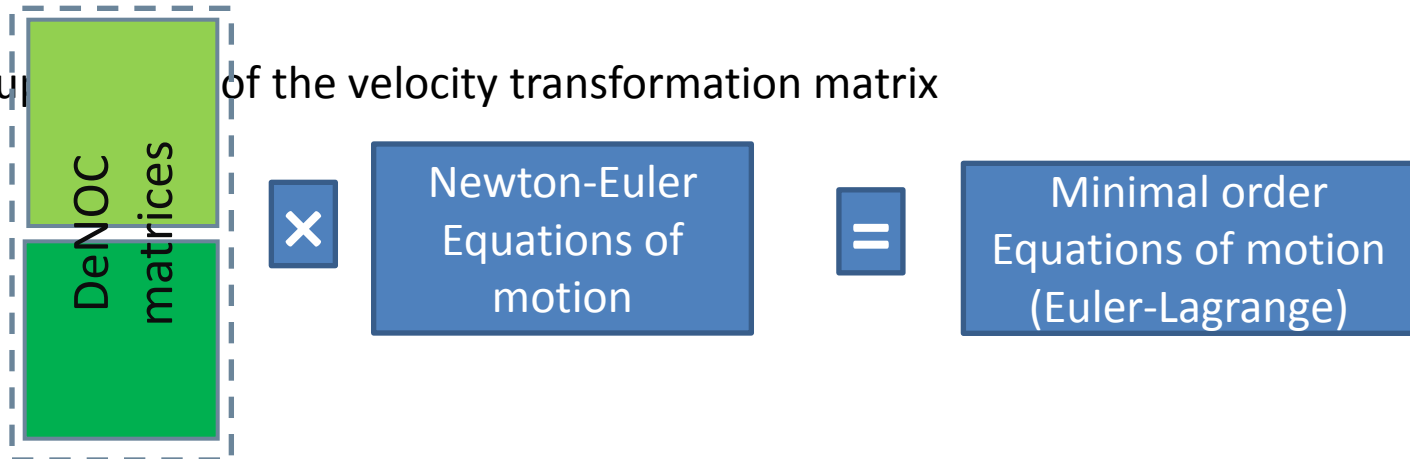 of the velocity transformation matrix
DeNOC
matrices
×
Newton-Euler
Equations of
motion
=
Minimal order
Equations of motion
(Euler-Lagrange)